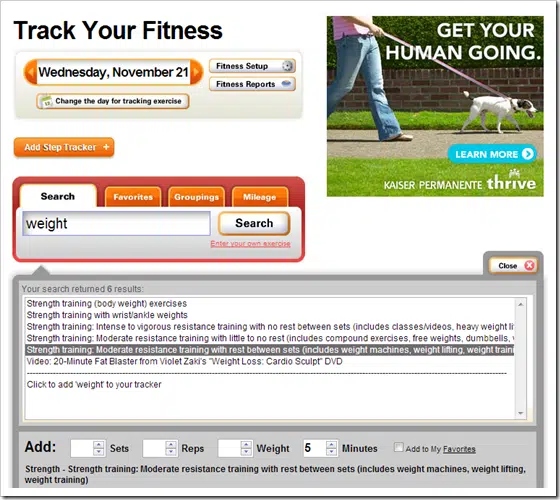 Track Your Fitness
Wednesday, November 21
Fitness Setup
Fitness Reports
Change the day for tracking exercise
GET YOUR
HUMAN GOING.
LEARN MORE
KAISER PERMANENTE thrive
Add Step Tracker +
Search
Favorites
Groupings
Mileage
weight
Search
Enter your own exercise
Close
Your search returned 6 results:
Strength training (body weight) exercises
Strength training with wrist/ankle weights
Strength training: Intense to vigorous resistance training with no rest between sets (includes classes/videos, heavy weight li
Strength training: Moderate resistance training with little to no rest (includes compound exercises, free weights, dumbbells,
Strength training: Moderate resistance training with rest between sets (includes weight machines, weight lifting, weight traini
Video: 20-Minute Fat Blaster from Violet Zaki's "Weight Loss: Cardio Sculpt" DVD
Click to add 'weight' to your tracker
Add: Sets Reps Weight 5 Minutes Add to My Favorites
Strength - Strength training: Moderate resistance training with rest between sets (includes weight machines, weight lifting,
weight training)